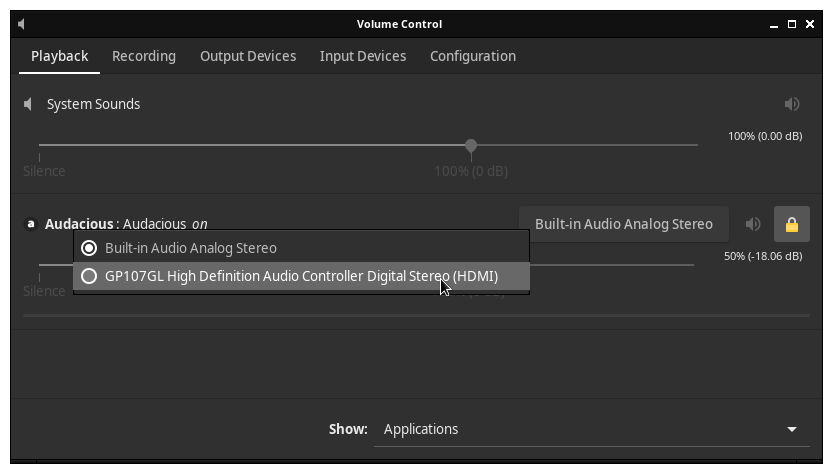 Volume Control
Playback Recording Output Devices Input Devices Configuration
System Sounds
100% (0.00 dB)
Silence 100% (0 dB)
a Audacious : Audacious on Built-in Audio Analog Stereo
Built-in Audio Analog Stereo
50% (-18.06 dB)
GP107GL High Definition Audio Controller Digital Stereo (HDMI)
Silence
Show: Applications